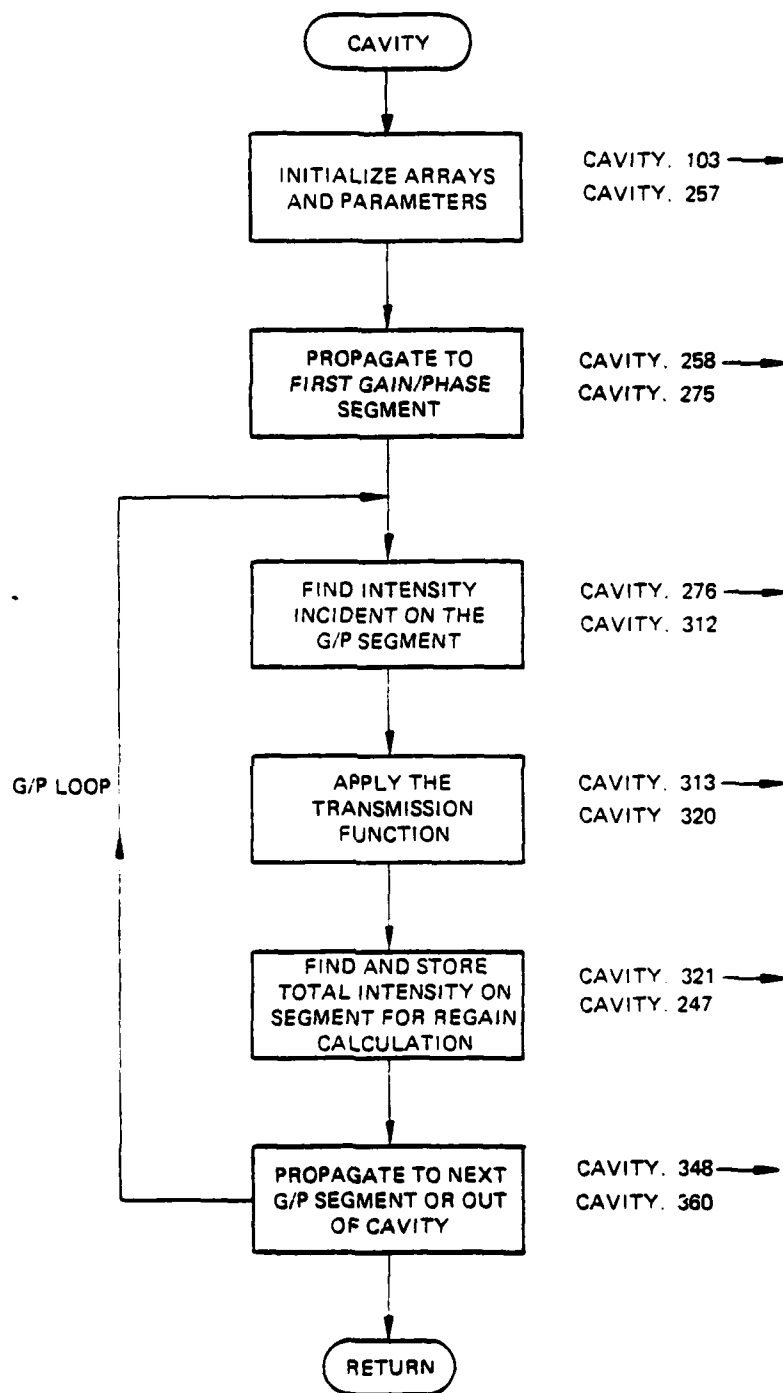 CAVITY
INITIALIZE ARRAYS
AND PARAMETERS
CAVITY. 103
CAVITY. 257
PROPAGATE TO
FIRST GAIN/PHASE
SEGMENT
CAVITY. 258
CAVITY. 275
FIND INTENSITY
INCIDENT ON THE
G/P SEGMENT
CAVITY. 276
CAVITY. 312
G/P LOOP
APPLY THE
TRANSMISSION
FUNCTION
CAVITY. 313
CAVITY 320
FIND AND STORE
TOTAL INTENSITY ON
SEGMENT FOR REGAIN
CALCULATION
CAVITY. 321
CAVITY. 247
PROPAGATE TO NEXT
G/P SEGMENT OR OUT
OF CAVITY
CAVITY. 348
CAVITY. 360
RETURN